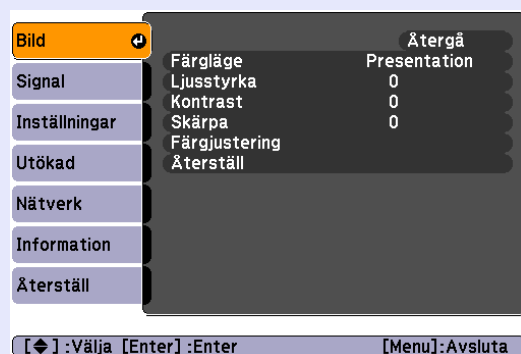 Bild
Signal
Inställningar
Utökad
Nätverk
Information
Återställ
Återgå
Färgläge Presentation
Ljusstyrka 0
Kontrast 0
Skärpa 0
Färgjustering
Återställ
[◆]:Välja [Enter]:Enter [Menu]:Avsluta